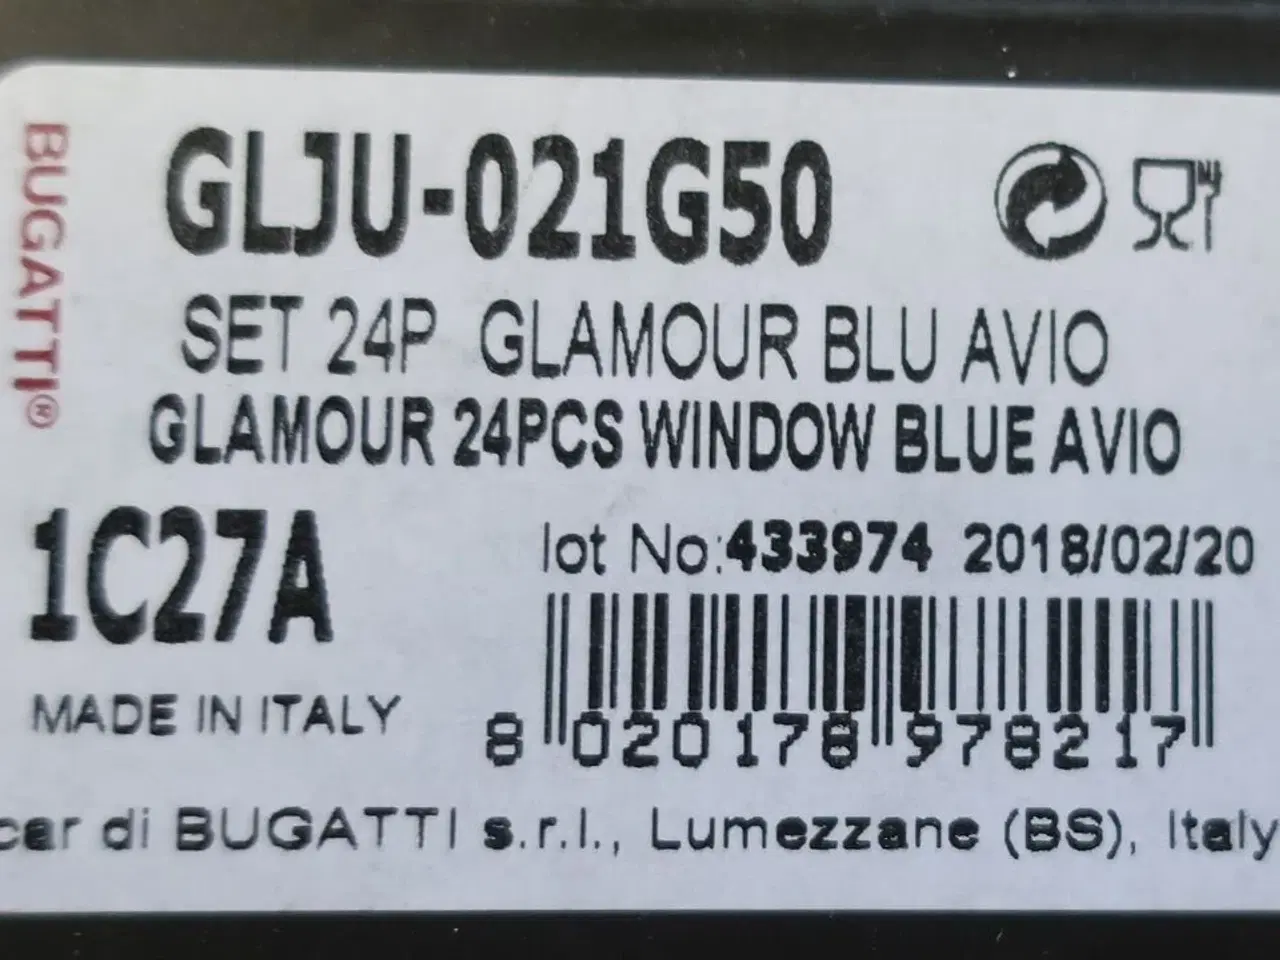 BUGATTI®
GLJU-021G50
SET 24P GLAMOUR BLU AVIO
GLAMOUR 24PCS WINDOW BLUE AVIO
1C27A
lot No:433974 2018/02/20
MADE IN ITALY
8 020178 978217
car di BUGATTI s.r.l., Lumezzane (BS), Italy